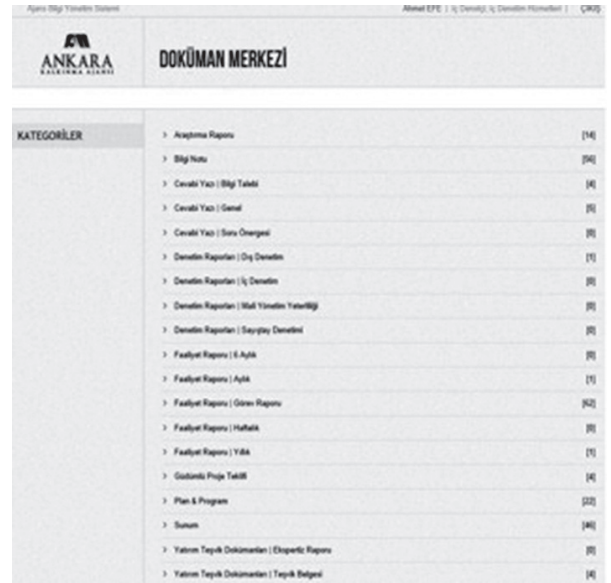 Ajans Bilgi Yönetim Sistemi Ahmet EFE | İç Denetçi, İç Denetim Hizmetleri | ÇIKIŞ
ANKARA
KALKINMA AJANSI
DOKÜMAN MERKEZİ
KATEGORİLER
> Araştırma Raporu [14]
> Bilgi Notu [56]
> Cevabi Yazı | Bilgi Talebi [4]
> Cevabi Yazı | Genel [5]
> Cevabi Yazı | Soru Önergesi [0]
> Denetim Raporları | Dış Denetim [1]
> Denetim Raporları | İç Denetim [0]
> Denetim Raporları | Mali Yönetim Yeterliliği [0]
> Denetim Raporları | Sayıştay Denetimi [0]
> Faaliyet Raporu | 6 Aylık [0]
> Faaliyet Raporu | Aylık [1]
> Faaliyet Raporu | Görev Raporu [62]
> Faaliyet Raporu | Haftalık [0]
> Faaliyet Raporu | Yıllık [1]
> Güdümlü Proje Teklifi [4]
> Plan & Program [22]
> Sunum [46]
> Yatırım Teşvik Dokümanları | Ekspertiz Raporu [0]
> Yatırım Teşvik Dokümanları | Teşvik Belgesi [4]